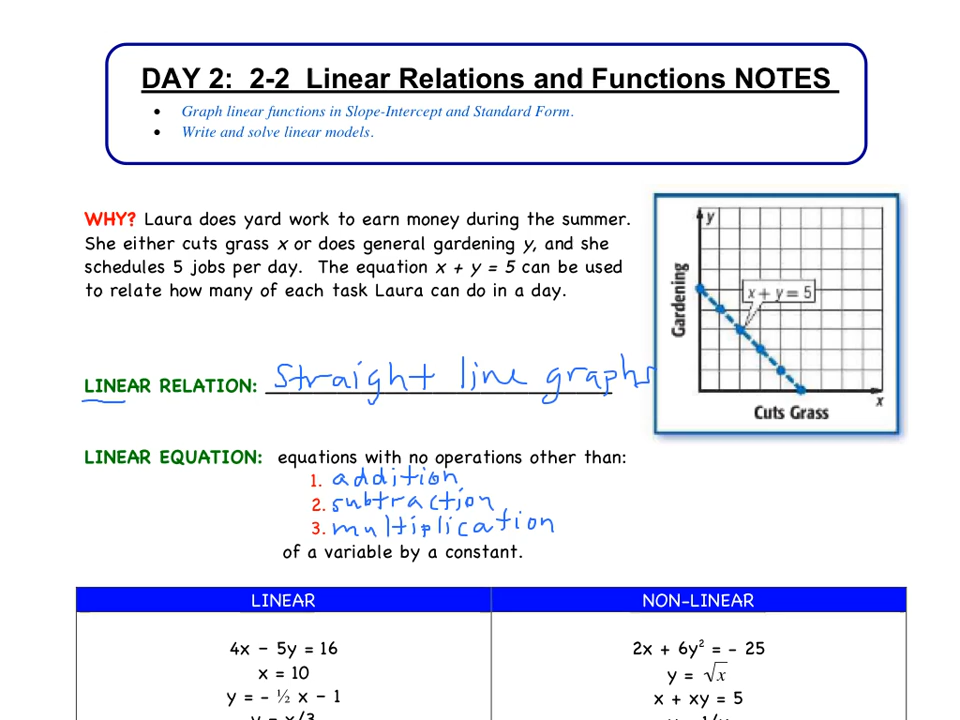 DAY 2: 2-2 Linear Relations and Functions NOTES
• Graph linear functions in Slope-Intercept and Standard Form.
• Write and solve linear models.
WHY? Laura does yard work to earn money during the summer.
She either cuts grass x or does general gardening y, and she
schedules 5 jobs per day. The equation x + y = 5 can be used
to relate how many of each task Laura can do in a day.
y
Gardening
x + y = 5
x
Cuts Grass
LINEAR RELATION: straight line graphs
LINEAR EQUATION: equations with no operations other than:
1. addition
2. subtraction
3. multiplication
of a variable by a constant.
LINEAR NON-LINEAR
4x - 5y = 16 2x + 6y² = - 25
x = 10 y = √x
y = - ½ x - 1 x + xy = 5
y = x/3